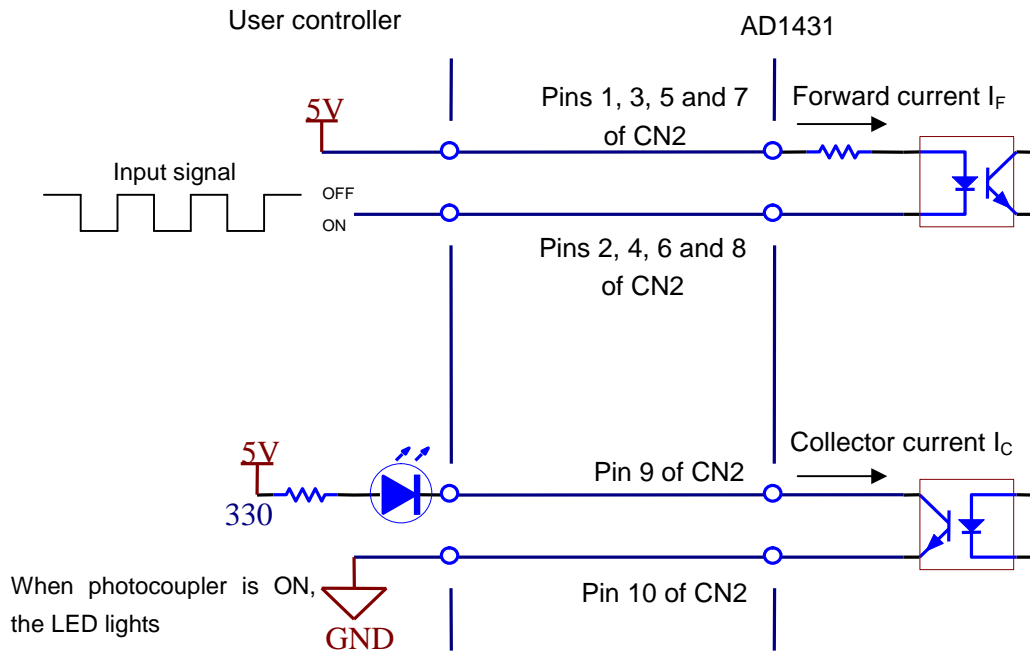 User controller
AD1431
Pins 1, 3, 5 and 7
of CN2
Forward current IF
5V
Input signal
OFF
ON
Pins 2, 4, 6 and 8
of CN2
5V
330
Pin 9 of CN2
Collector current IC
When photocoupler is ON,
the LED lights
GND
Pin 10 of CN2